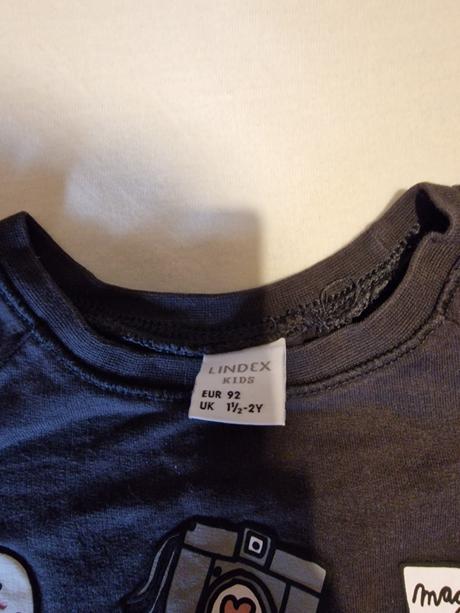 LINDEX
KIDS
EUR 92
UK 1½-2Y